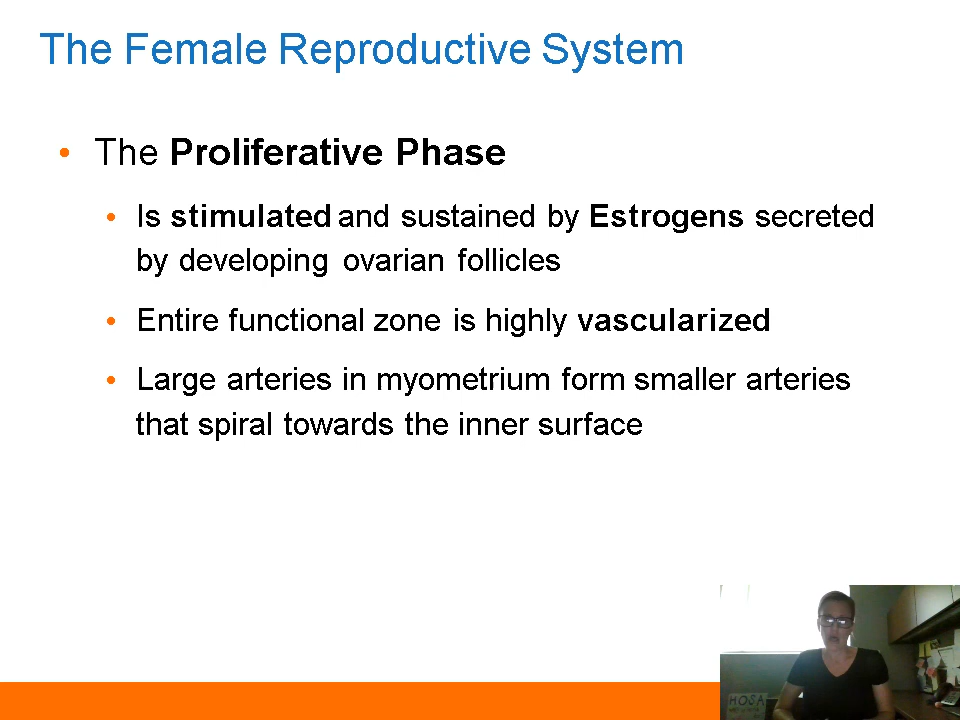 The Female Reproductive System
• The Proliferative Phase
• Is stimulated and sustained by Estrogens secreted
by developing ovarian follicles
• Entire functional zone is highly vascularized
• Large arteries in myometrium form smaller arteries
that spiral towards the inner surface
HOSA